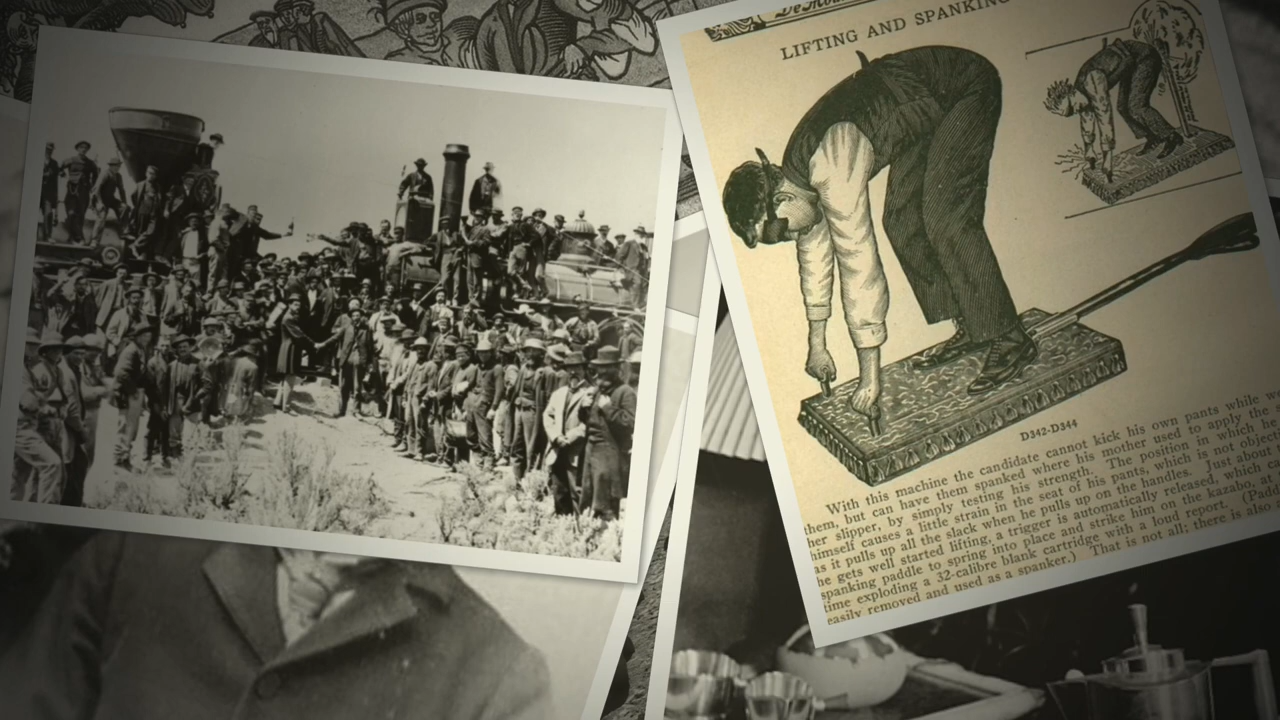 De Mou
LIFTING AND SPANKING
D342-D344
With this machine the candidate cannot kick his own pants while w
them, but can have them spanked where his mother used to apply the
her slipper, by simply testing his strength. The position in which he
himself causes a little strain in the seat of his pants, which is not object
as it pulls up all the slack when he pulls up on the handles. Just about
he gets well started lifting, a trigger is automatically released, which ca
spanking paddle to spring into place and strike him on the kazabo, at
time exploding a 32-calibre blank cartridge with a loud report. (Padd
easily removed and used as a spanker.) That is not all; there is also